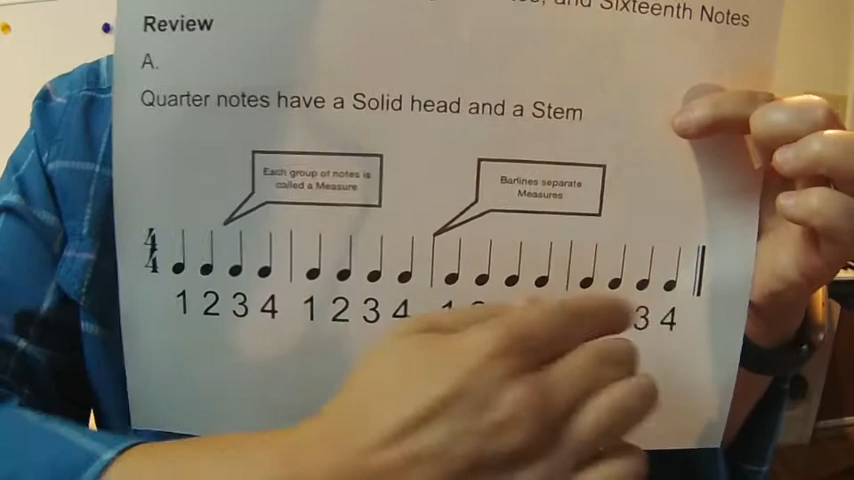 and Sixteenth Notes
Review
A.
Quarter notes have a Solid head and a Stem
Each group of notes is
called a Measure
Barlines separate
Measures
4
4
1 2 3 4 1 2 3 4 1 3 4